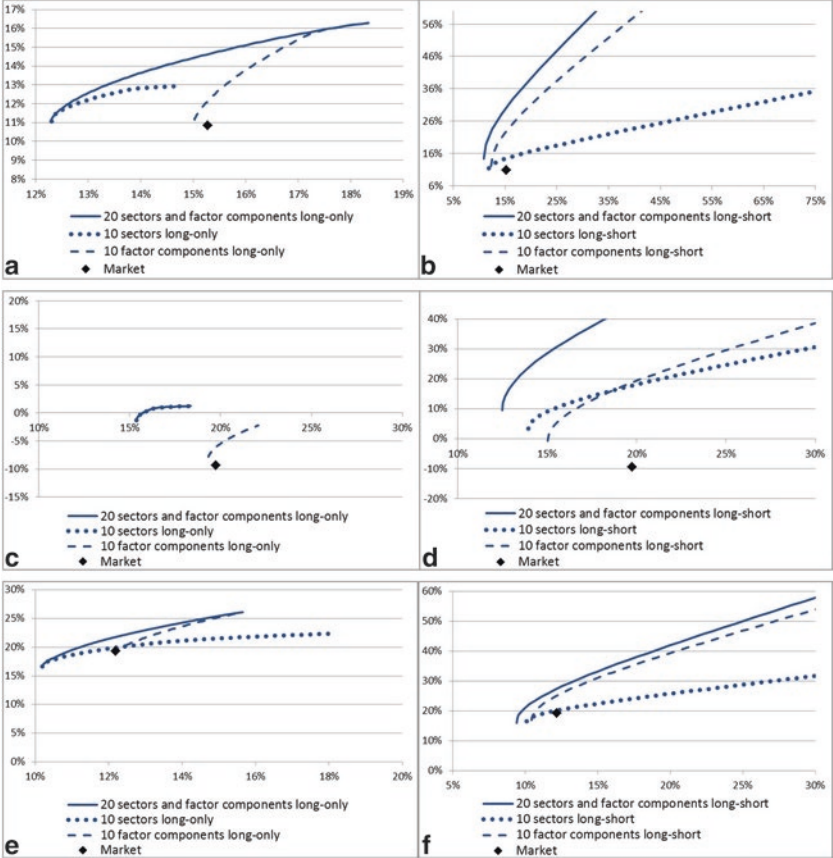 17%
16%
15%
14%
13%
12%
11%
10%
9%
8%
12%
13%
14%
15%
16%
17%
18%
19%
20 sectors and factor components long-only
10 sectors long-only
10 factor components long-only
Market
a
56%
46%
36%
26%
16%
6%
5%
15%
25%
35%
45%
55%
65%
75%
20 sectors and factor components long-short
10 sectors long-short
10 factor components long-short
Market
b
20%
15%
10%
5%
0%
-5%
-10%
-15%
10%
15%
20%
25%
30%
20 sectors and factor components long-only
10 sectors long-only
10 factor components long-only
Market
c
40%
30%
20%
10%
0%
-10%
-20%
10%
15%
20%
25%
30%
20 sectors and factor components long-short
10 sectors long-short
10 factor components long-short
Market
d
30%
25%
20%
15%
10%
5%
0%
10%
12%
14%
16%
18%
20%
20 sectors and factor components long-only
10 sectors long-only
10 factor components long-only
Market
e
60%
50%
40%
30%
20%
10%
0%
5%
10%
15%
20%
25%
30%
20 sectors and factor components long-short
10 sectors long-short
10 factor components long-short
Market
f